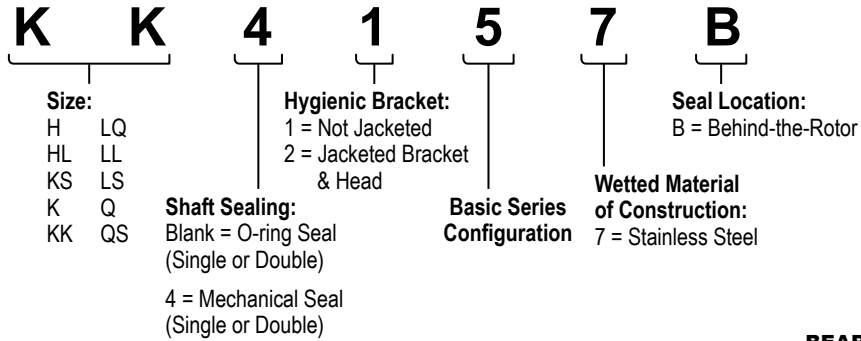 K K 4 1 5 7 B
Size:
H LQ
HL LL
KS LS
K Q
KK QS
Shaft Sealing:
Blank = O-ring Seal
(Single or Double)
4 = Mechanical Seal
(Single or Double)
Hygienic Bracket:
1 = Not Jacketed
2 = Jacketed Bracket
& Head
Basic Series
Configuration
Wetted Material
of Construction:
7 = Stainless Steel
Seal Location:
B = Behind-the-Rotor